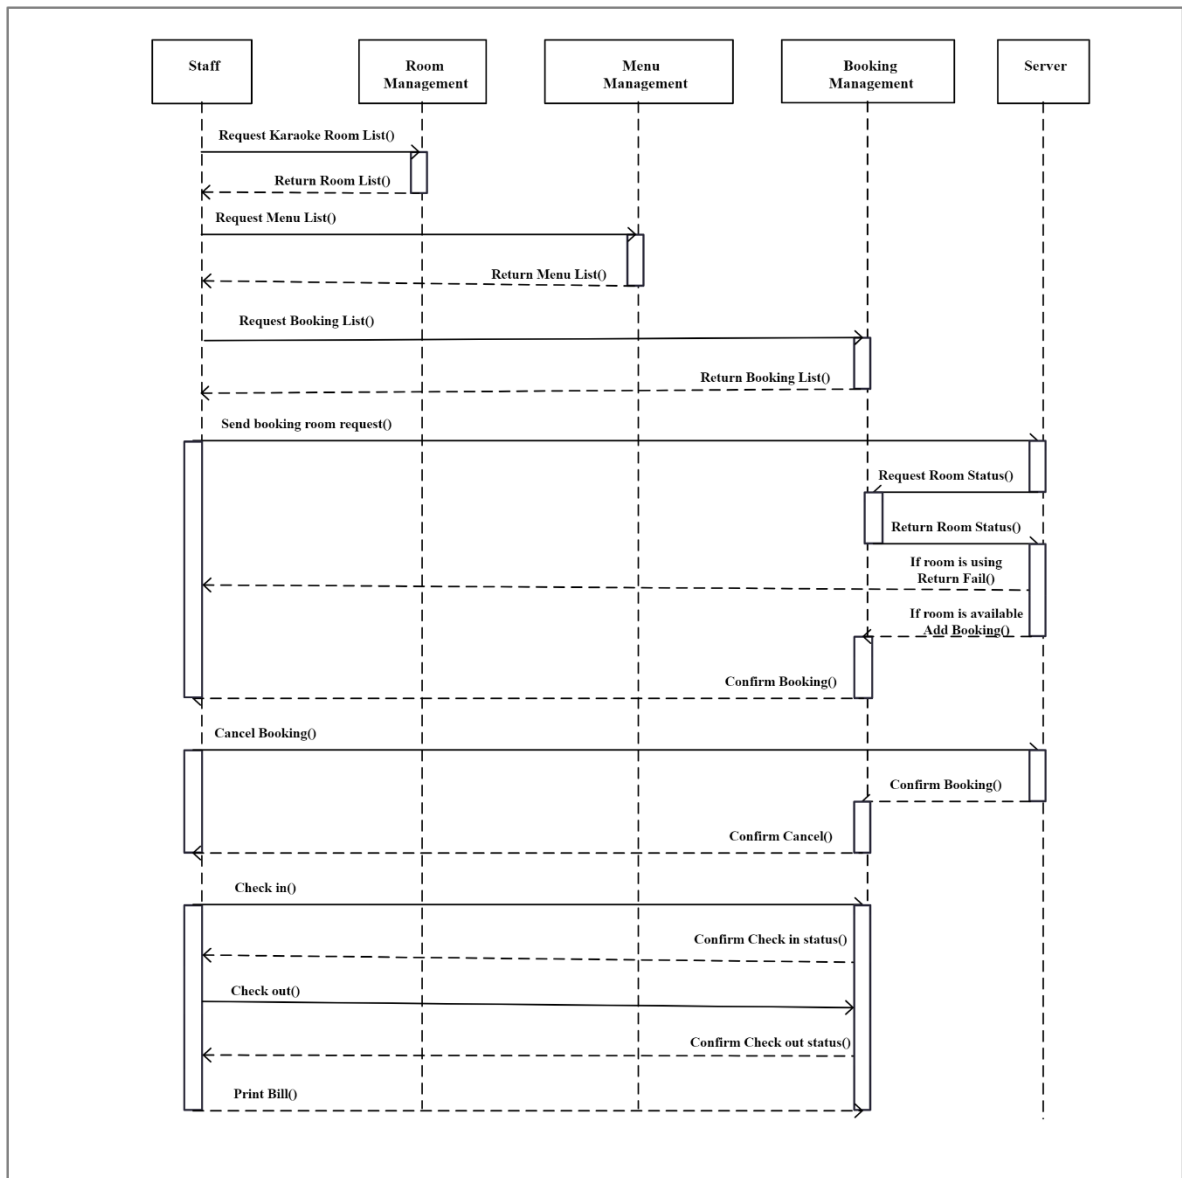 Staff
Room
Management
Menu
Management
Booking
Management
Server
Request Karaoke Room List()
Return Room List()
Request Menu List()
Return Menu List()
Request Booking List()
Return Booking List()
Send booking room request()
Request Room Status()
Return Room Status()
If room is using
Return Fail()
If room is available
Add Booking()
Confirm Booking()
Cancel Booking()
Confirm Booking()
Confirm Cancel()
Check in()
Confirm Check in status()
Check out()
Confirm Check out status()
Print Bill()